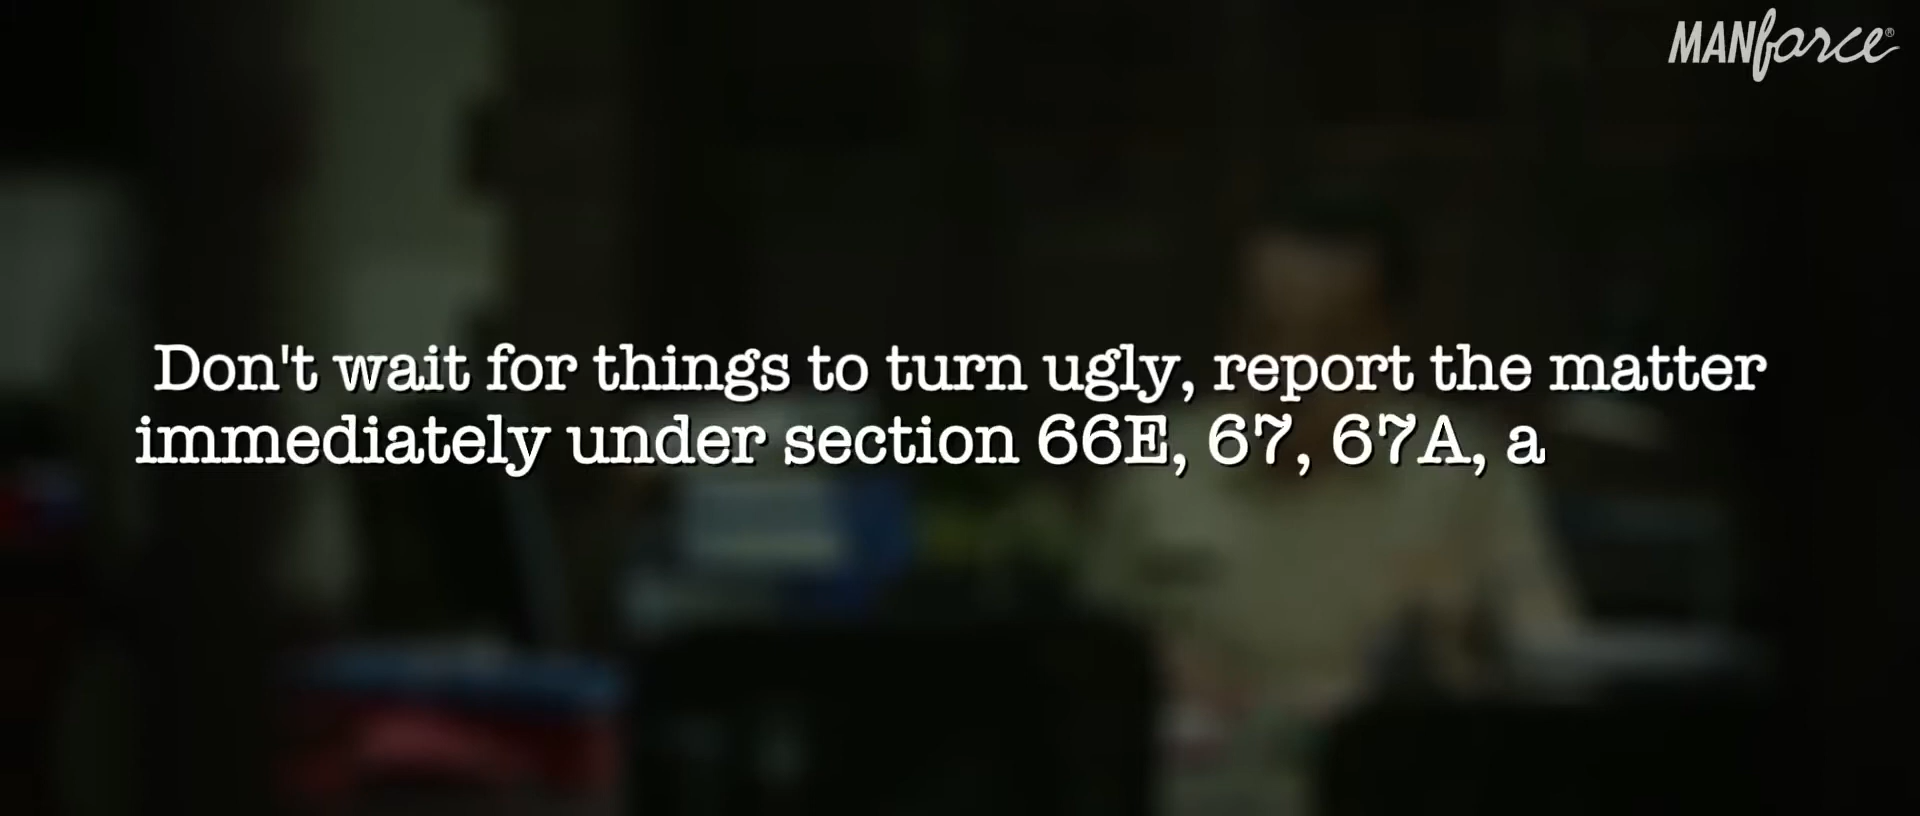 MANforce®
Don't wait for things to turn ugly, report the matter
immediately under section 66E, 67, 67A, a